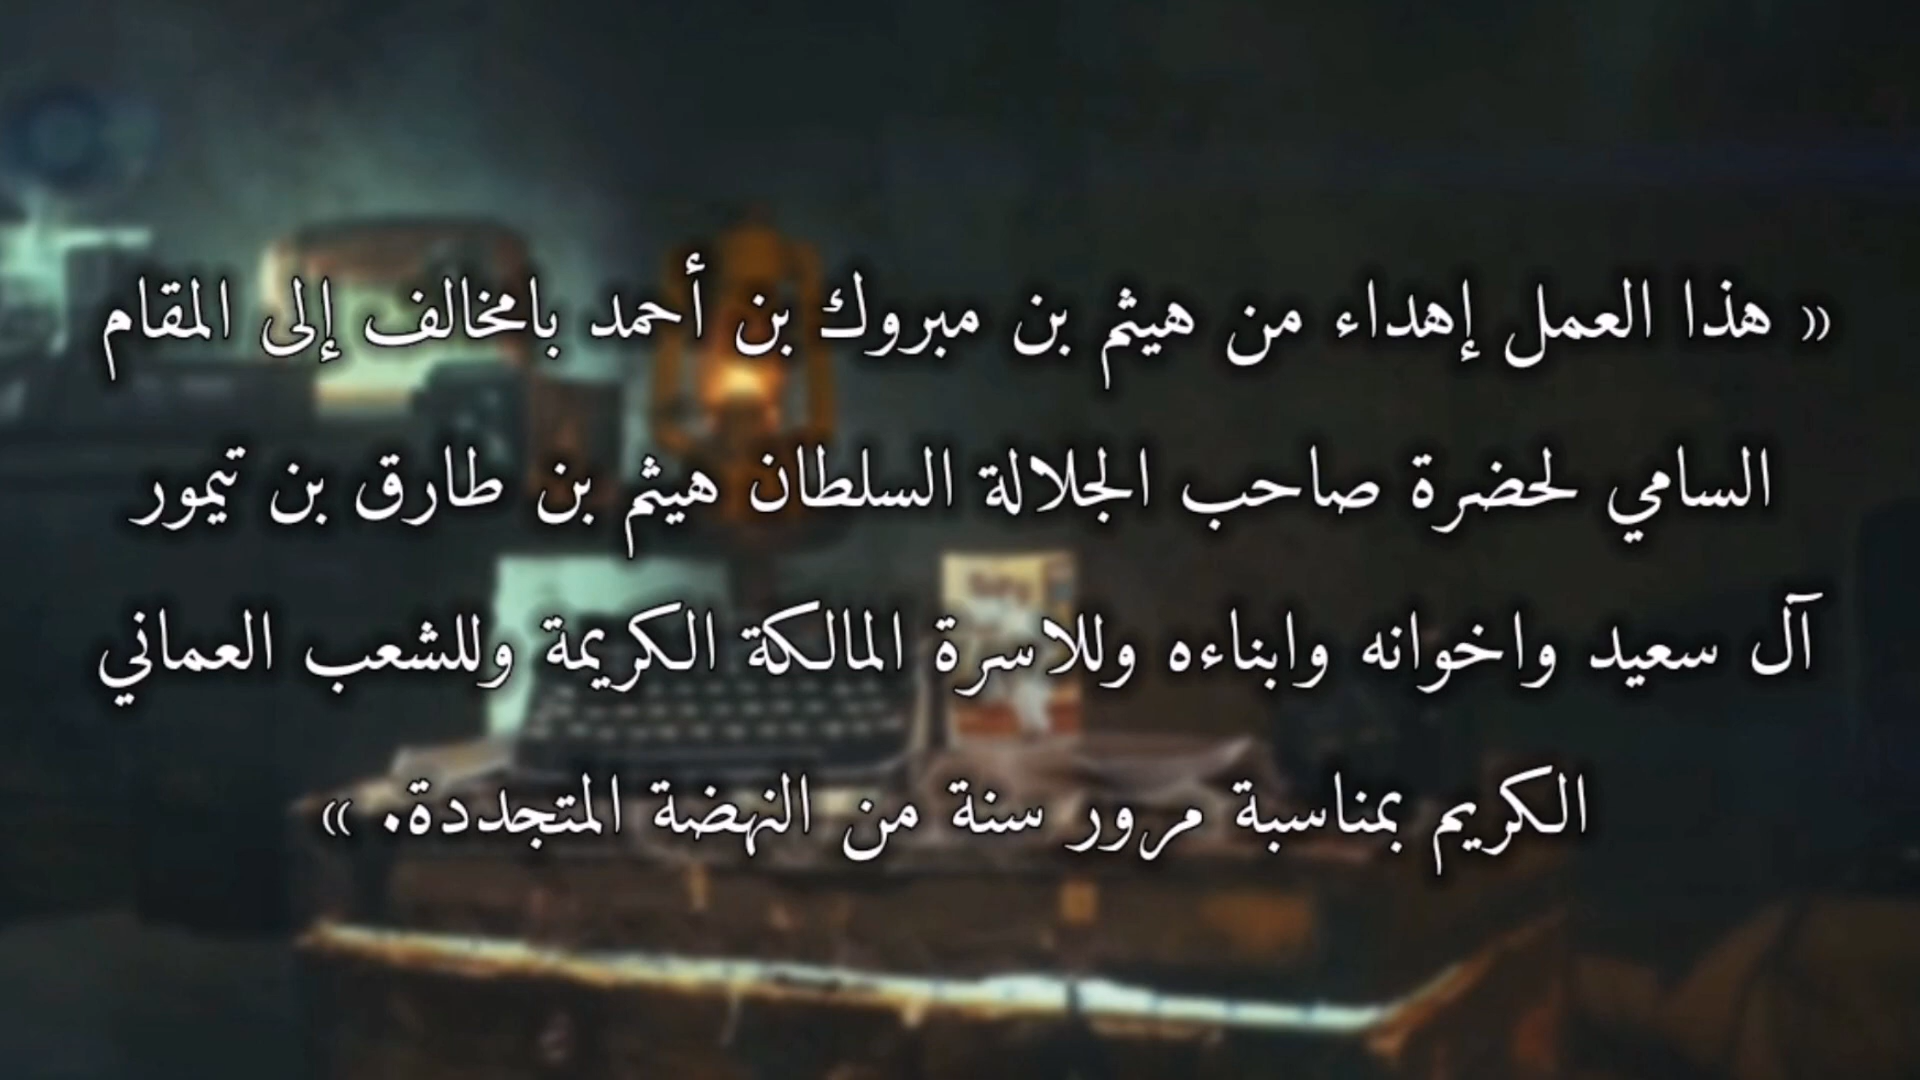 « هذا العمل إهداء من هيثم بن مبروك بن أحمد بامخالف إلى المقام
السامي لحضرة صاحب الجلالة السلطان هيثم بن طارق بن تيمور
آل سعيد واخوانه وابناءه وللاسرة المالكة الكريمة وللشعب العماني
الكريم بمناسبة مرور سنة من النهضة المتجددة. »